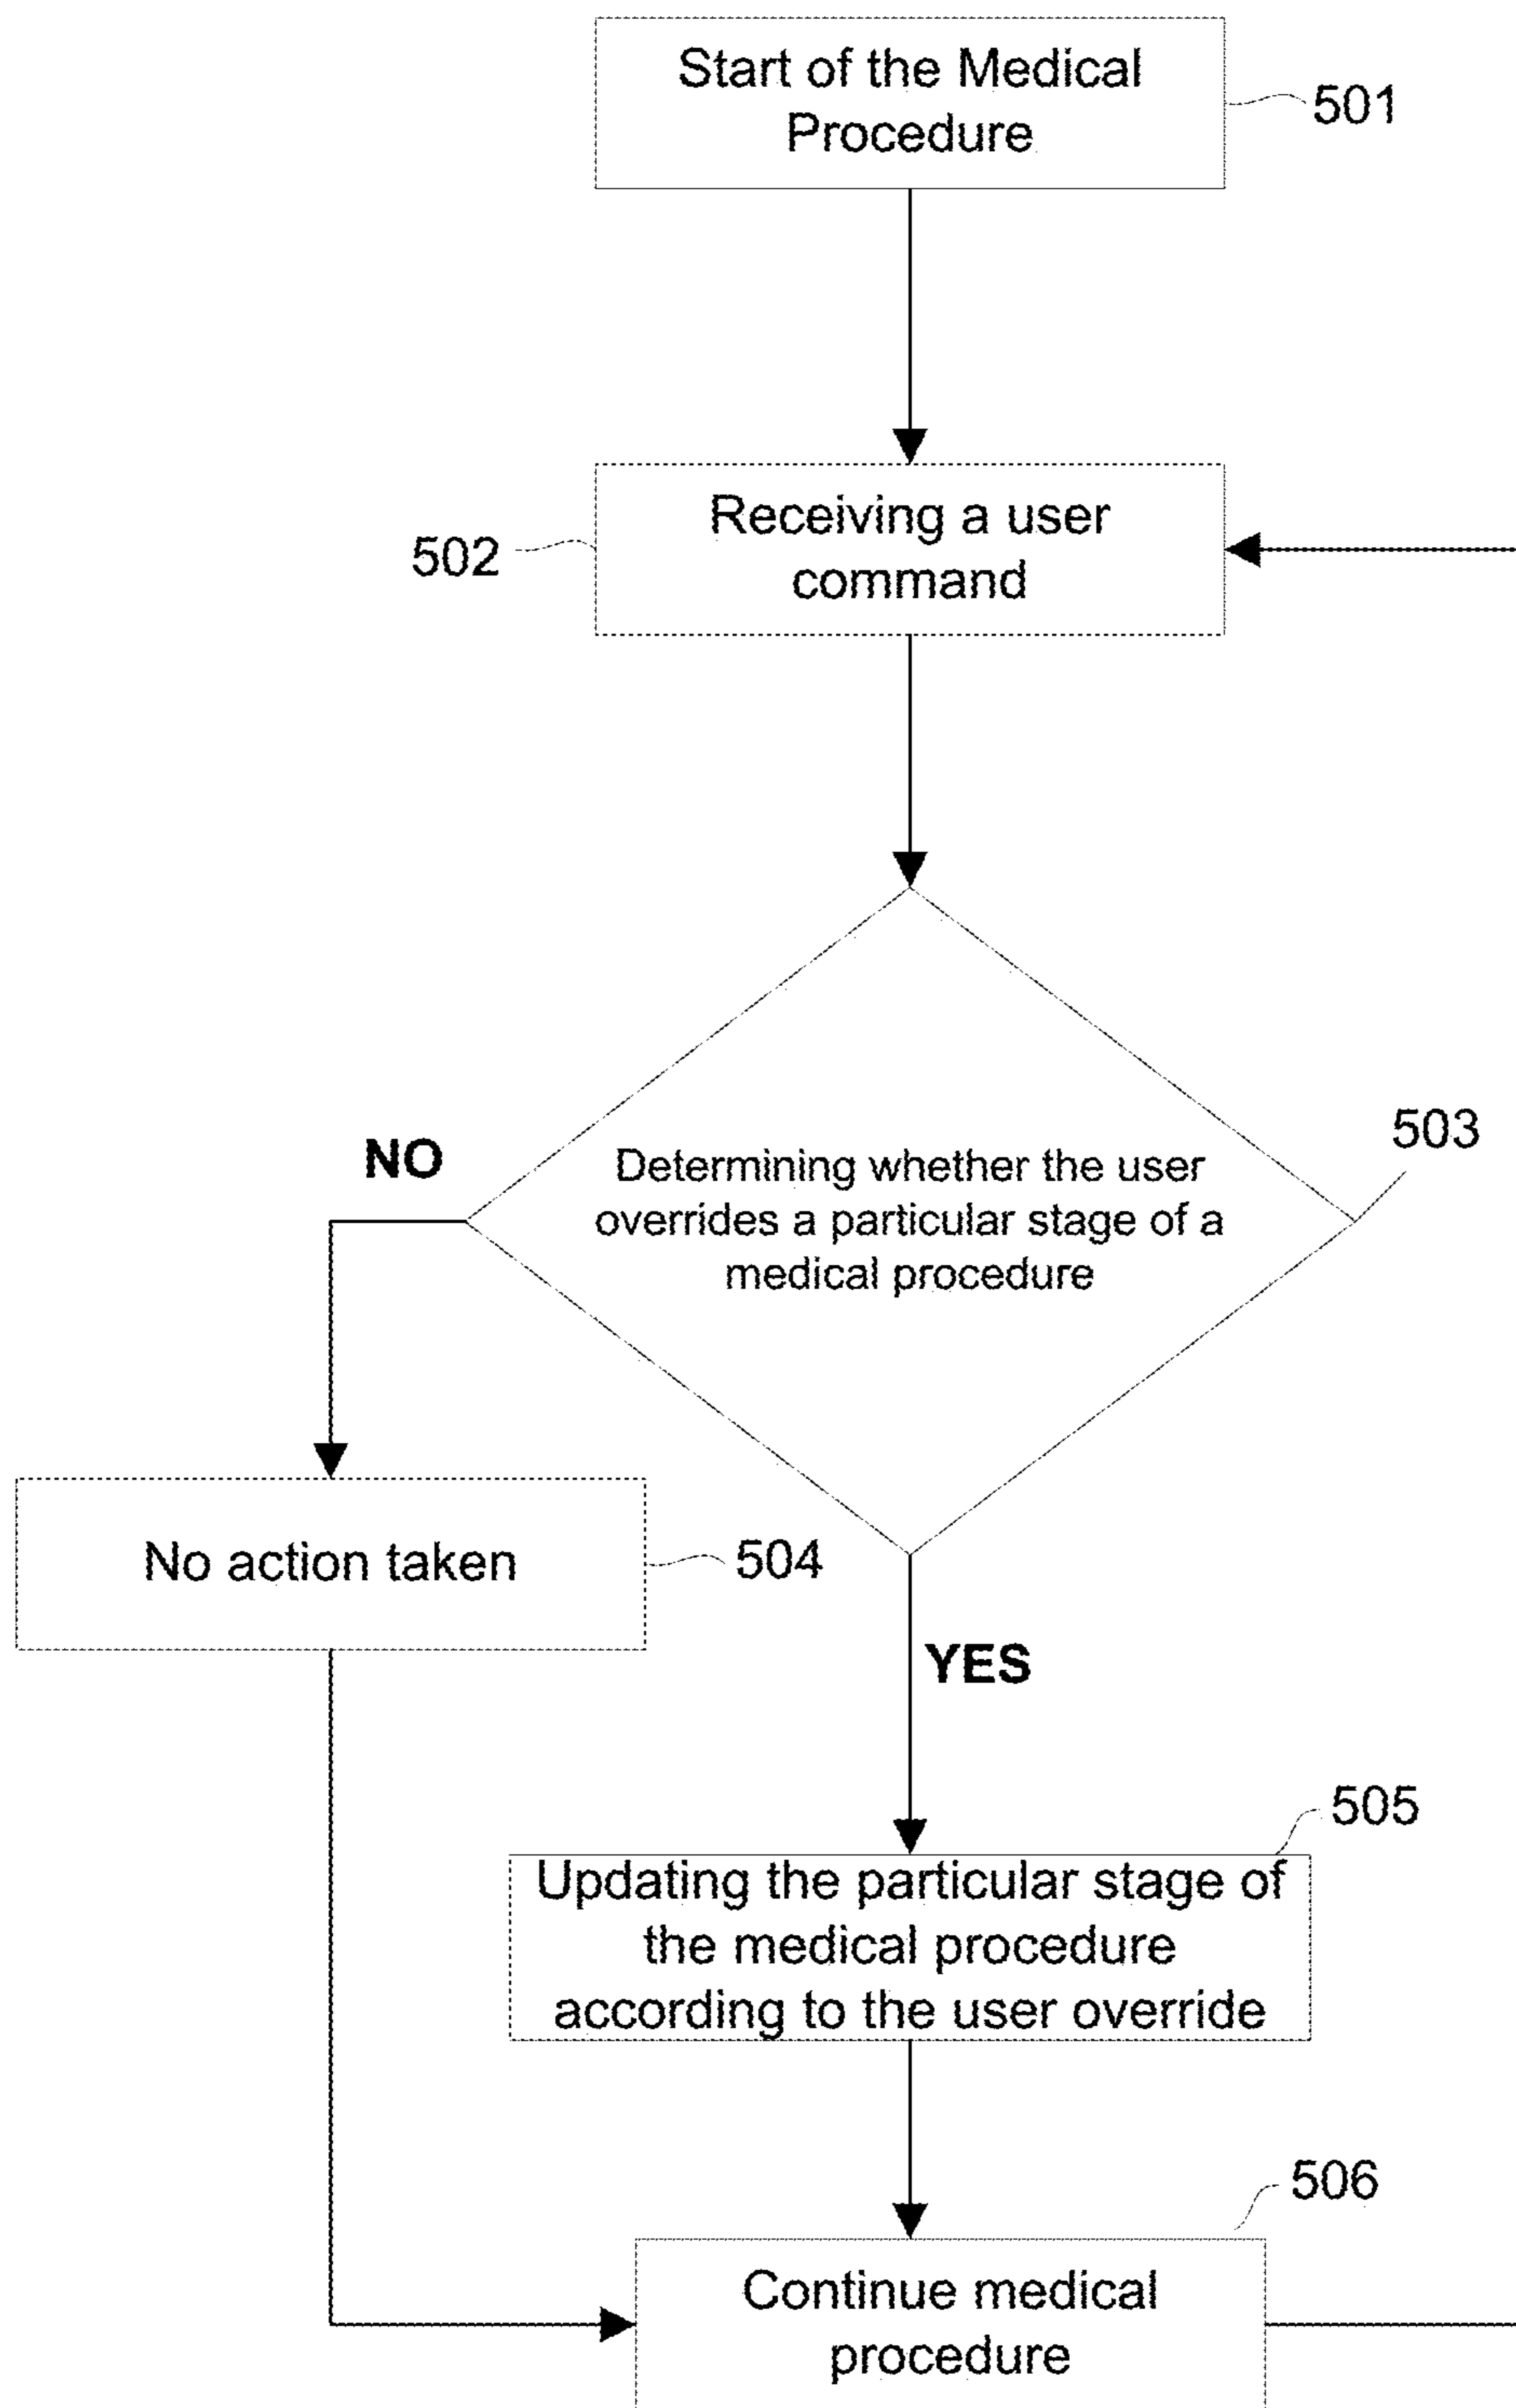 Start of the Medical
Procedure
501
Receiving a user
command
502
Determining whether the user
overrides a particular stage of a
medical procedure
503
NO
No action taken
504
YES
505
Updating the particular stage of
the medical procedure
according to the user override
506
Continue medical
procedure